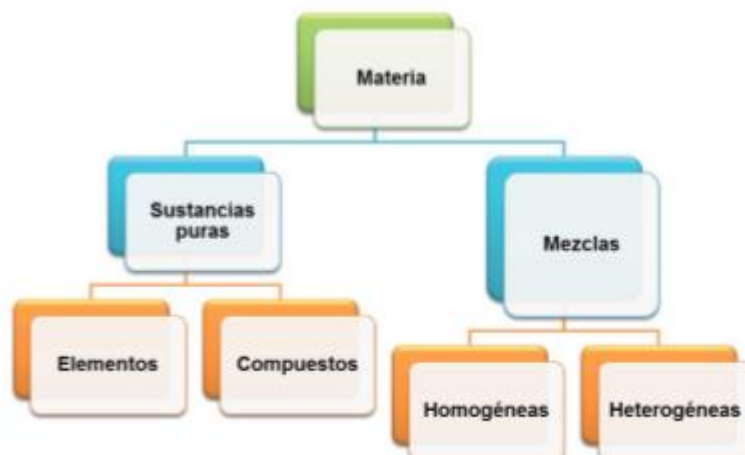 Materia
Sustancias
puras
Mezclas
Elementos
Compuestos
Homogéneas
Heterogéneas